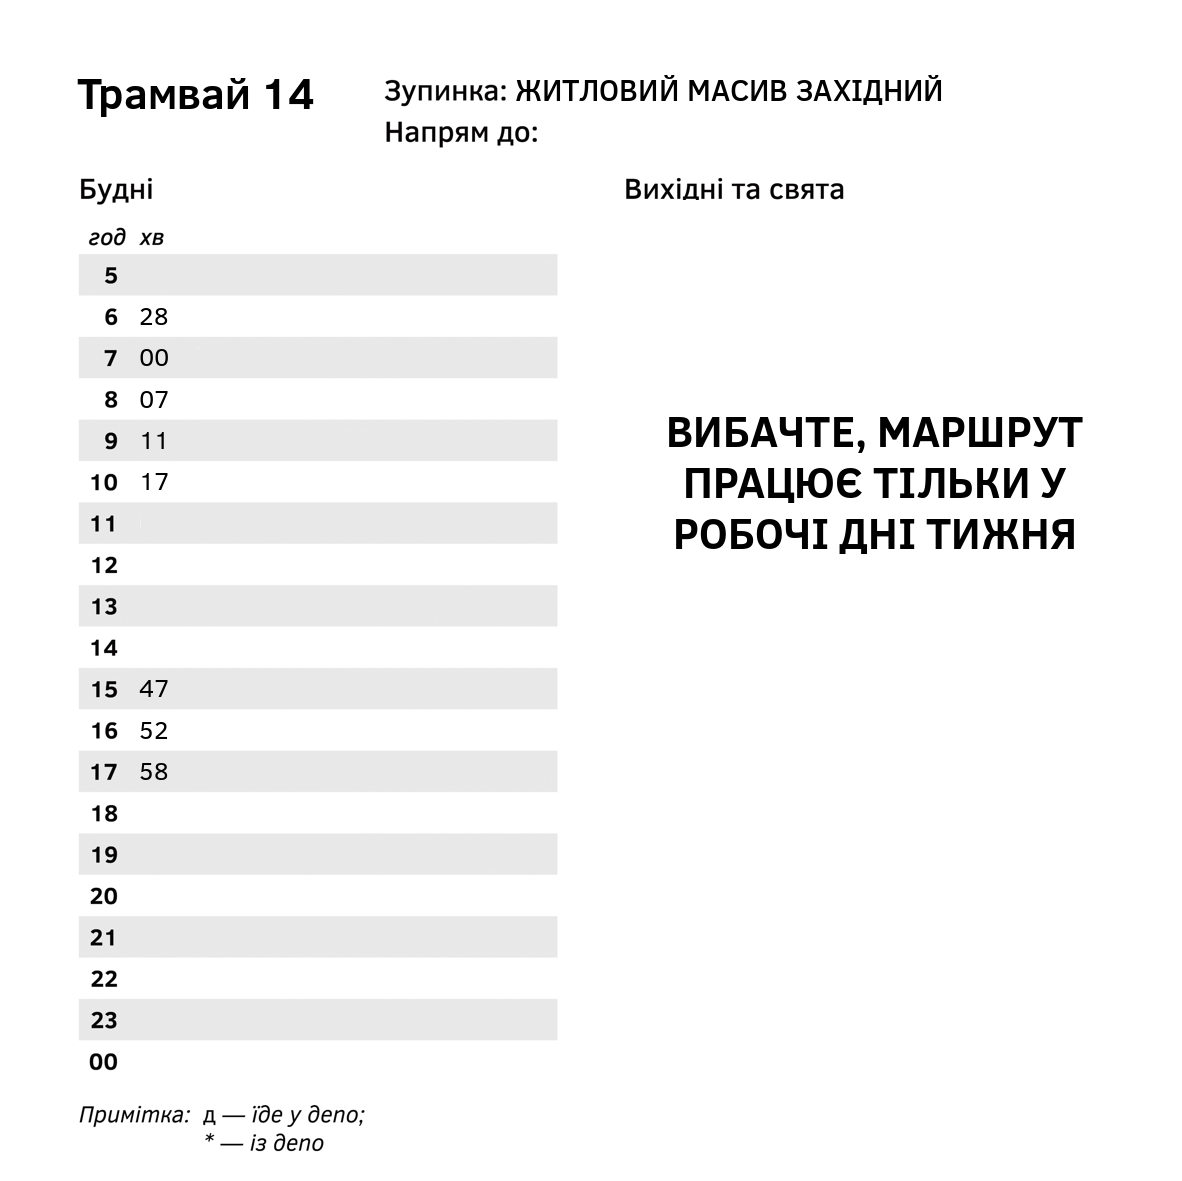 Трамвай 14
Зупинка: ЖИТЛОВИЙ МАСИВ ЗАХІДНИЙ
Напрям до:
Будні
год хв
5
6 28
7 00
8 07
9 11
10 17
11
12
13
14
15 47
16 52
17 58
18
19
20
21
22
23
00
Примітка: д — їде у депо;
* — із депо
Вихідні та свята
ВИБАЧТЕ, МАРШРУТ
ПРАЦЮЄ ТІЛЬКИ У
РОБОЧІ ДНІ ТИЖНЯ